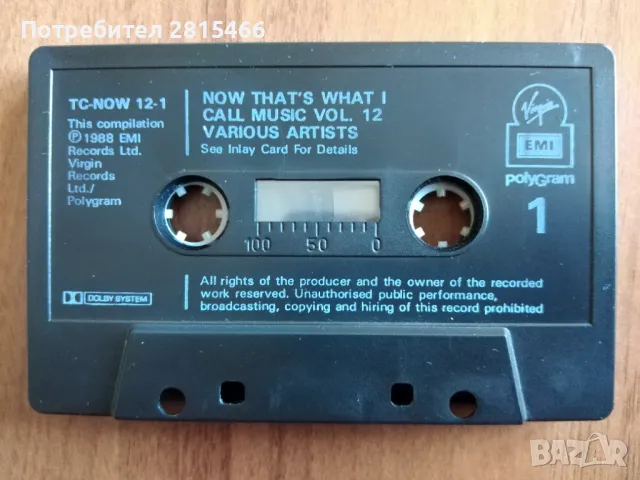 Потребител 2815466
TC-NOW 12-1
This compilation
Ⓟ1988 EMI
Records Ltd.
Virgin
Records
Ltd./
Polygram
NOW THAT'S WHAT I
CALL MUSIC VOL. 12
VARIOUS ARTISTS
See Inlay Card For Details
Virgin
EMI
polyGram
1
100 50 0
DOLBY SYSTEM
All rights of the producer and the owner of the recorded
work reserved. Unauthorised public performance,
broadcasting, copying and hiring of this record prohibited
BAZAR